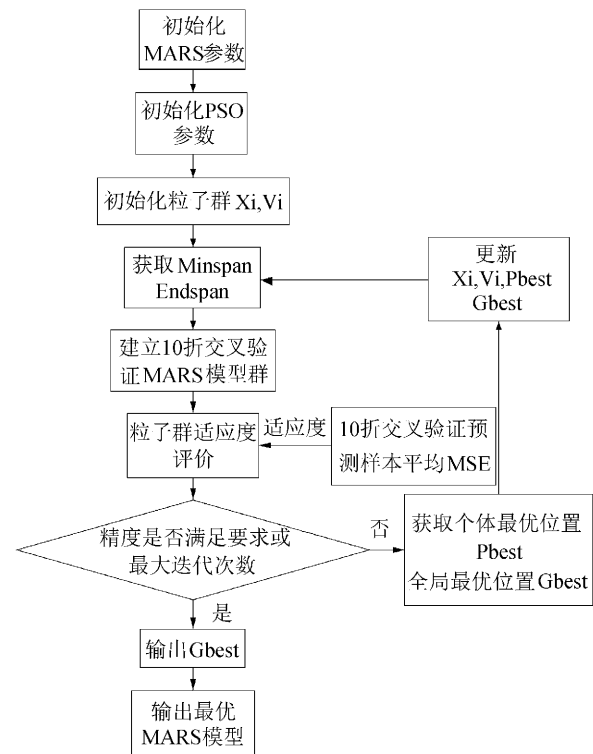 初始化
MARS参数
初始化PSO
参数
初始化粒了群 Xi,Vi
获取 Minspan
Endspan
更新
Xi,Vi,Pbest
Gbest
建立10折交叉验
证MARS模型群
粒了群适应度
评价
适应度
10折交叉验证预
测样本平均MSE
精度是否满足要求或
最大迭代次数
否
获取个体最优位置
Pbest
全局最优位置Gbest
是
输出Gbest
输出最优
MARS模型